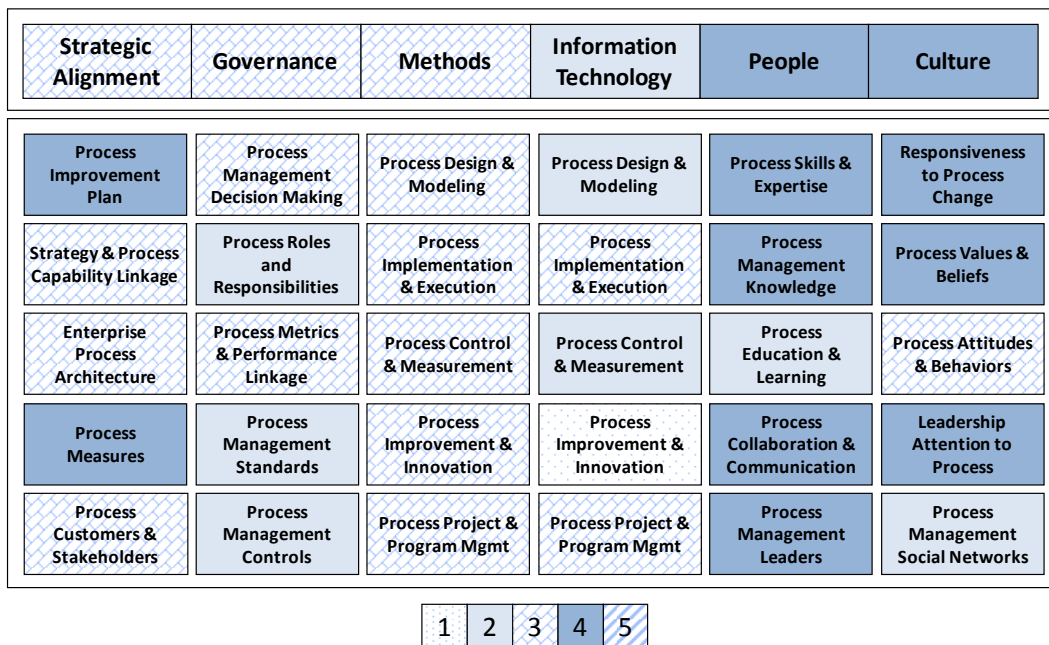 Strategic
Alignment
Governance
Methods
Information
Technology
People
Culture
Process
Improvement
Plan
Process
Management
Decision Making
Process Design &
Modeling
Process Design &
Modeling
Process Skills &
Expertise
Responsiveness
to Process
Change
Strategy & Process
Capability Linkage
Process Roles
and
Responsibilities
Process
Implementation
& Execution
Process
Implementation
& Execution
Process
Management
Knowledge
Process Values &
Beliefs
Enterprise
Process
Architecture
Process Metrics
& Performance
Linkage
Process Control
& Measurement
Process Control
& Measurement
Process
Education &
Learning
Process Attitudes
& Behaviors
Process
Measures
Process
Management
Standards
Process
Improvement &
Innovation
Process
Improvement &
Innovation
Process
Collaboration &
Communication
Leadership
Attention to
Process
Process
Customers &
Stakeholders
Process
Management
Controls
Process Project &
Program Mgmt
Process Project &
Program Mgmt
Process
Management
Leaders
Process
Management
Social Networks
1 2 3 4 5